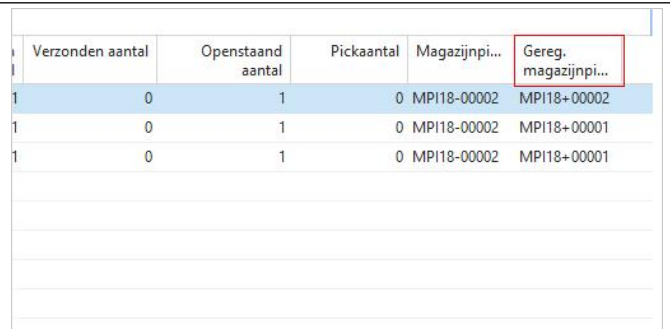 Verzonden aantal Openstaand aantal Pickaantal Magazijnpi... Gereg. magazijnpi...
1 0 1 0 MPI18-00002 MPI18+00002
1 0 1 0 MPI18-00002 MPI18+00001
1 0 1 0 MPI18-00002 MPI18+00001